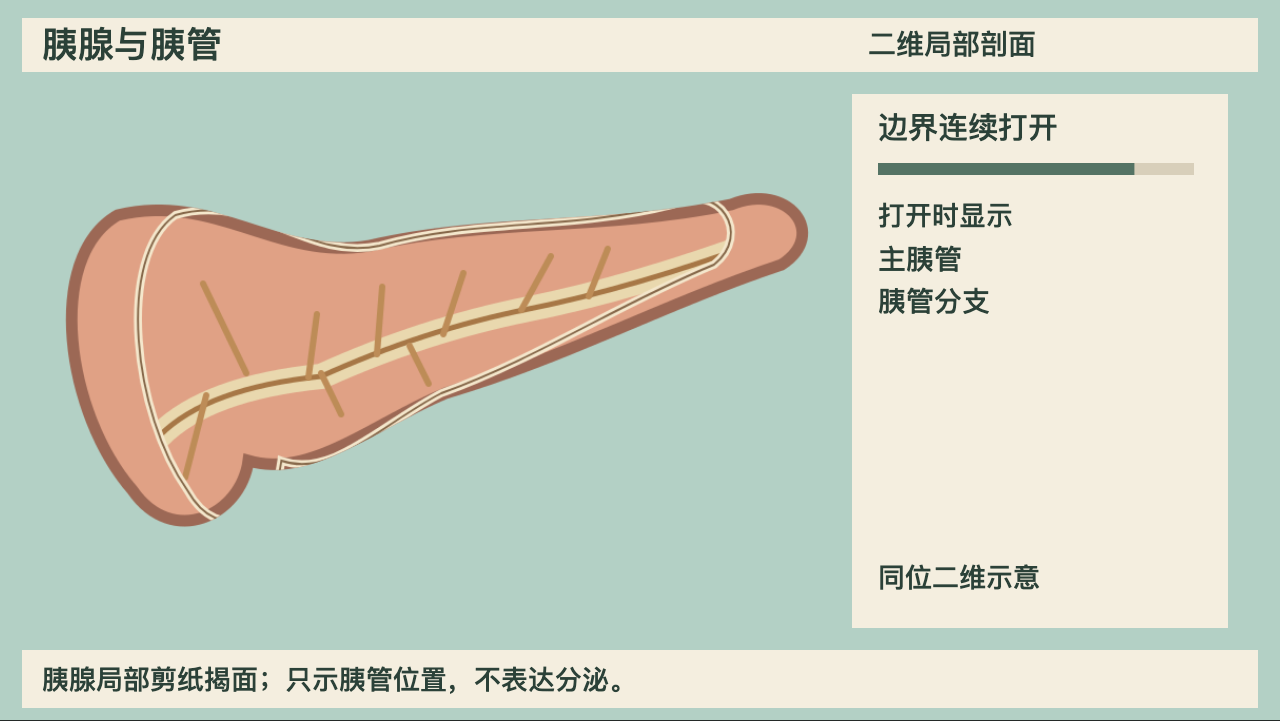 胰腺与胰管
二维局部剖面
边界连续打开
打开时显示
主胰管
胰管分支
同位二维示意
胰腺局部剪纸揭面；只示胰管位置，不表达分泌。